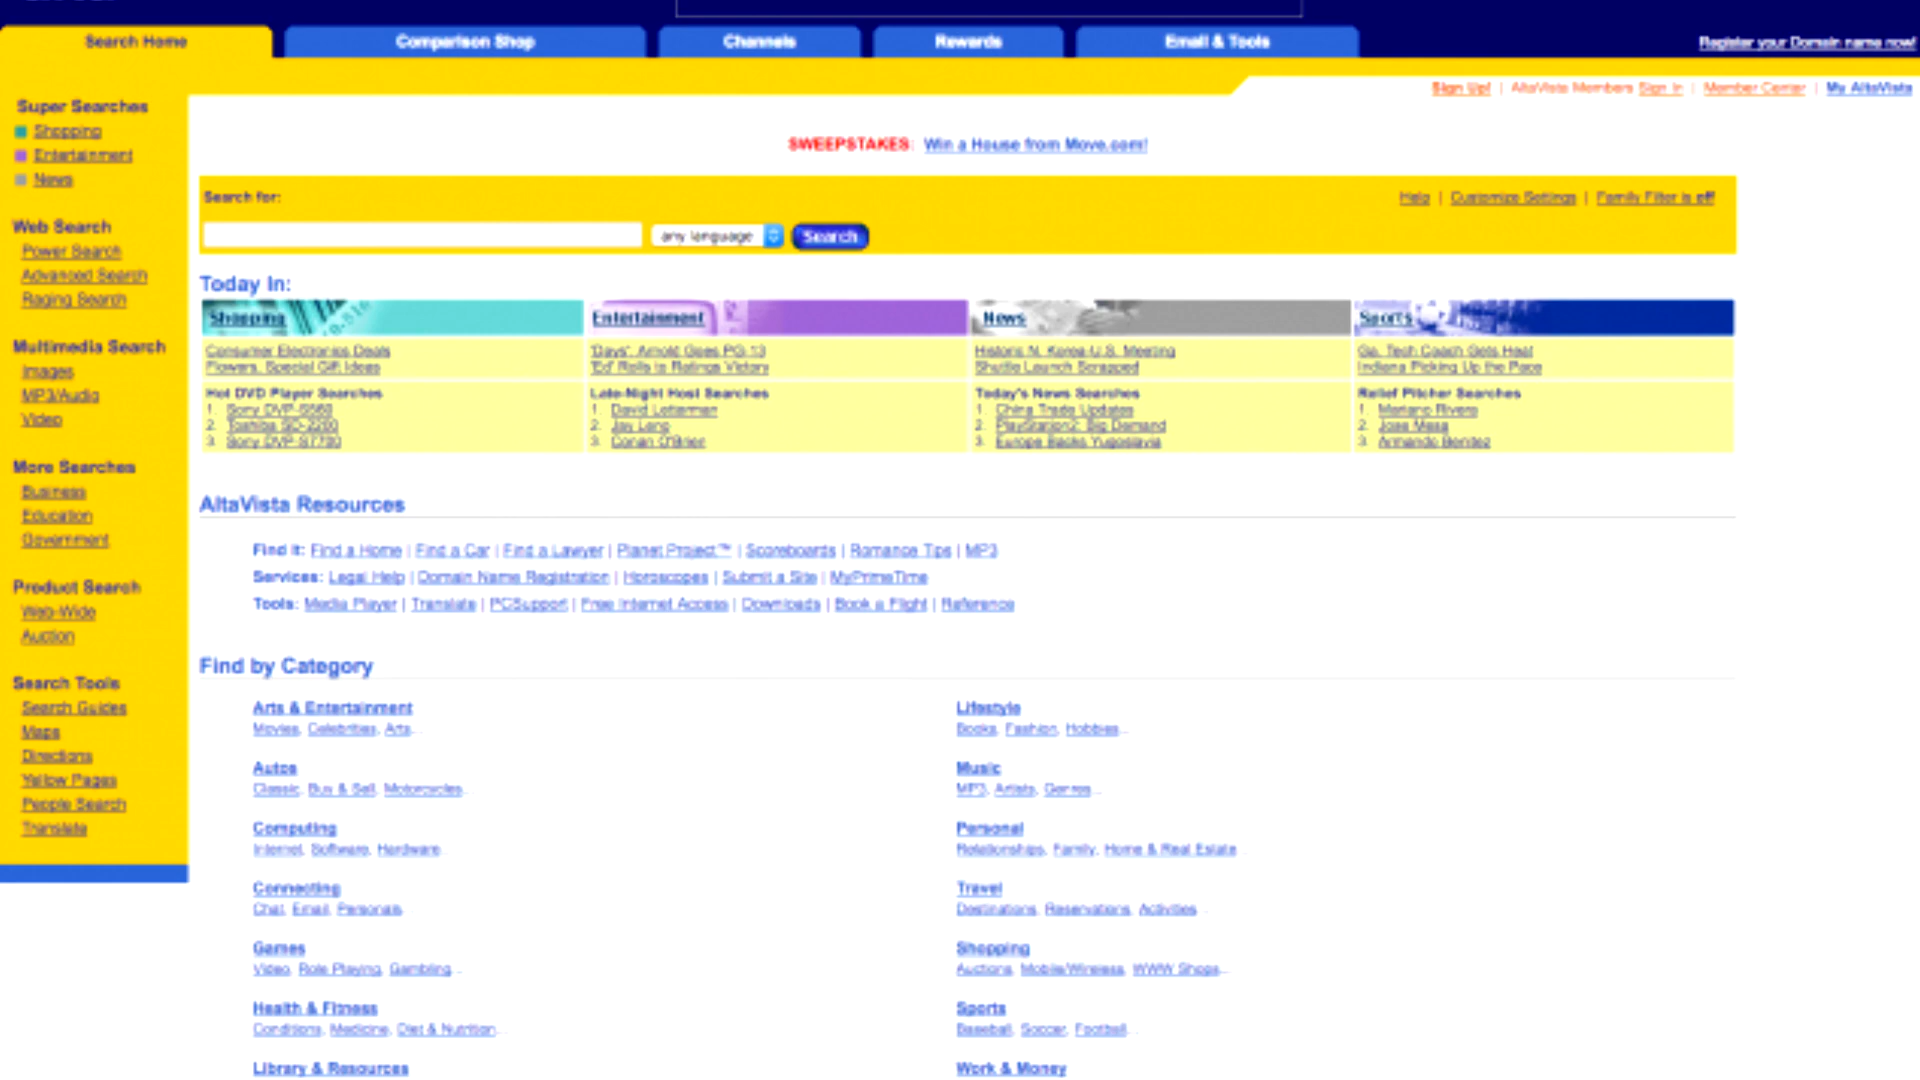 Search Home
Comparison Shop
Channels
Rewards
Email & Tools
Register your Domain name now!
Sign Up! | AltaVista Members Sign In | Member Center | My AltaVista
Super Searches
Shopping
Entertainment
News
Web Search
Power Search
Advanced Search
Raging Search
Multimedia Search
Images
MP3/Audio
Video
More Searches
Business
Education
Government
Product Search
Web-Wide
Auction
Search Tools
Search Guides
Maps
Directions
Yellow Pages
People Search
Translate
SWEEPSTAKES: Win a House from Move.com!
Search for:
Help | Customize Settings | Family Filter is off
any language
Search
Today In:
Shopping
Consumer Electronics Deals
Flowers, Special Gift Ideas
Hot DVD Player Searches
1. Sony DVP-S560
2. Toshiba SD-2200
3. Sony DVP-S7700
Entertainment
'Days', Arnold Goes PG-13
'Ed' Rolls to Ratings Victory
Late-Night Host Searches
1. David Letterman
2. Jay Leno
3. Conan O'Brien
News
Historic N. Korea-U.S. Meeting
Shuttle Launch Scrapped
Today's News Searches
1. China Trade Updates
2. PlayStation2: Big Demand
3. Europe Backs Yugoslavia
Sports
Ga. Tech Coach Gets Heat
Indiana Picking Up the Pace
Relief Pitcher Searches
1. Mariano Rivera
2. Jose Mesa
3. Armando Benitez
AltaVista Resources
Find it: Find a Home | Find a Car | Find a Lawyer | Planet Project™ | Scoreboards | Romance Tips | MP3
Services: Legal Help | Domain Name Registration | Horoscopes | Submit a Site | MyPrimeTime
Tools: Media Player | Translate | PCSupport | Free Internet Access | Downloads | Book a Flight | Reference
Find by Category
Arts & Entertainment
Movies, Celebrities, Arts...
Autos
Classic, Buy & Sell, Motorcycles...
Computing
Internet, Software, Hardware...
Connecting
Chat, Email, Personals
Games
Video, Role Playing, Gambling...
Health & Fitness
Conditions, Medicine, Diet & Nutrition...
Library & Resources
Lifestyle
Books, Fashion, Hobbies...
Music
MP3, Artists, Genres...
Personal
Relationships, Family, Home & Real Estate...
Travel
Destinations, Reservations, Activities...
Shopping
Auctions, Mobile/Wireless, WWW Shops...
Sports
Baseball, Soccer, Football...
Work & Money